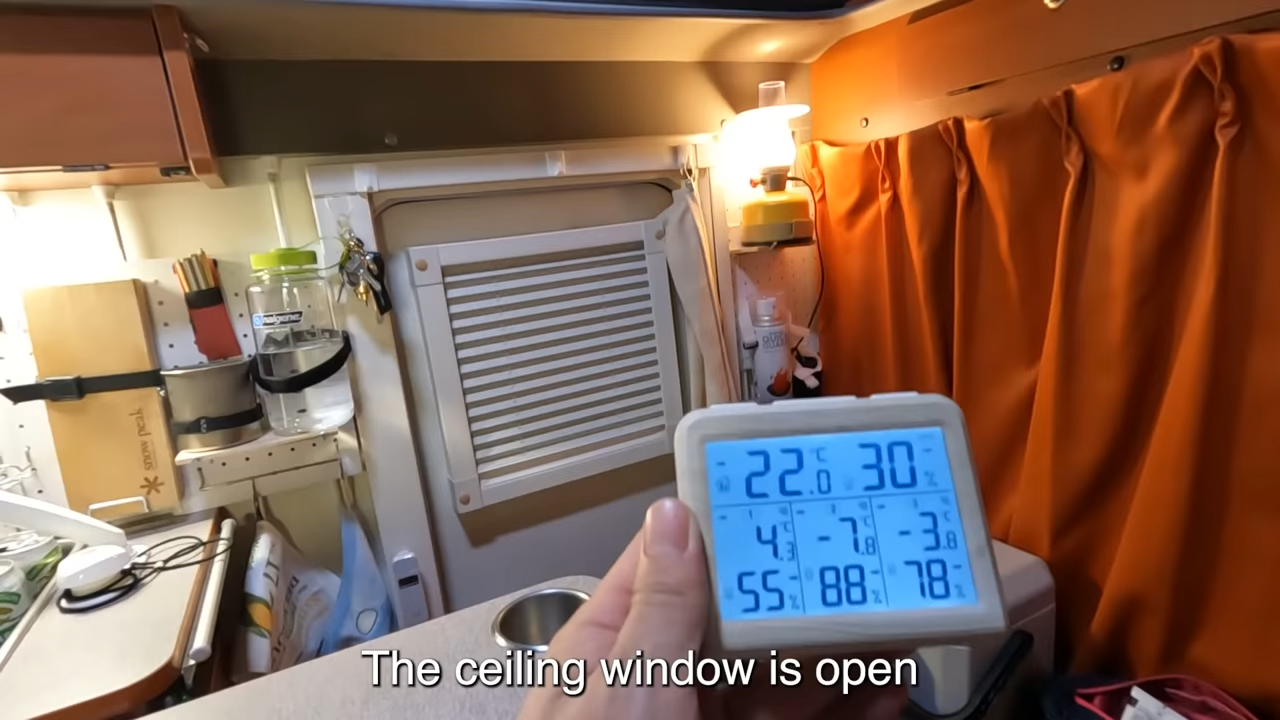 nalgene
snow peak
22.0 °C 30 %
1 2 3
4.3 °C -7.8 °C -3.8
55 % 88 % 78 %
The ceiling window is open